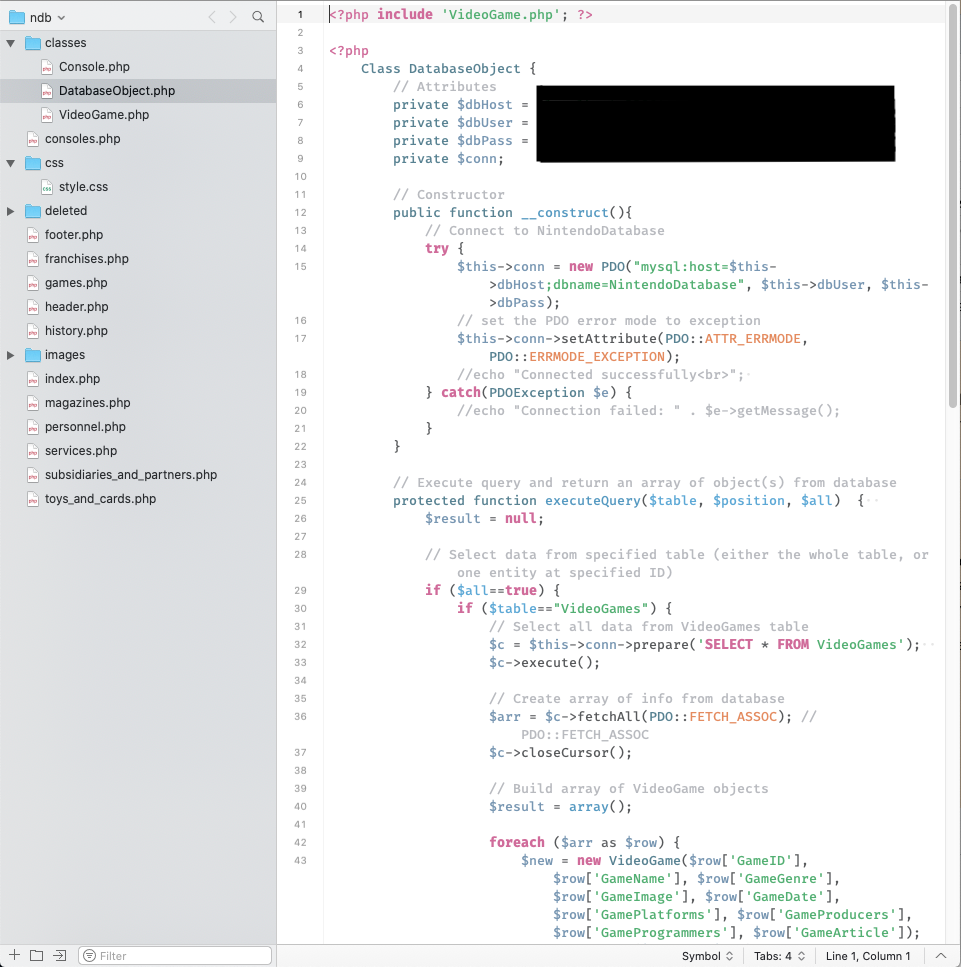 ndb
classes
Console.php
DatabaseObject.php
VideoGame.php
consoles.php
css
style.css
deleted
footer.php
franchises.php
games.php
header.php
history.php
images
index.php
magazines.php
personnel.php
services.php
subsidiaries_and_partners.php
toys_and_cards.php
Filter
1 <?php include 'VideoGame.php'; ?>
2
3 <?php
4 Class DatabaseObject {
5 // Attributes
6 private $dbHost =
7 private $dbUser =
8 private $dbPass =
9 private $conn;
10
11 // Constructor
12 public function __construct(){
13 // Connect to NintendoDatabase
14 try {
15 $this->conn = new PDO("mysql:host=$this-
>dbHost;dbname=NintendoDatabase", $this->dbUser, $this-
>dbPass);
16 // set the PDO error mode to exception
17 $this->conn->setAttribute(PDO::ATTR_ERRMODE,
PDO::ERRMODE_EXCEPTION);
18 //echo "Connected successfully<br>";
19 } catch(PDOException $e) {
20 //echo "Connection failed: " . $e->getMessage();
21 }
22 }
23
24 // Execute query and return an array of object(s) from database
25 protected function executeQuery($table, $position, $all) {
26 $result = null;
27
28 // Select data from specified table (either the whole table, or
one entity at specified ID)
29 if ($all==true) {
30 if ($table=="VideoGames") {
31 // Select all data from VideoGames table
32 $c = $this->conn->prepare('SELECT * FROM VideoGames');
33 $c->execute();
34
35 // Create array of info from database
36 $arr = $c->fetchAll(PDO::FETCH_ASSOC); //
PDO::FETCH_ASSOC
37 $c->closeCursor();
38
39 // Build array of VideoGame objects
40 $result = array();
41
42 foreach ($arr as $row) {
43 $new = new VideoGame($row['GameID'],
$row['GameName'], $row['GameGenre'],
$row['GameImage'], $row['GameDate'],
$row['GamePlatforms'], $row['GameProducers'],
$row['GameProgrammers'], $row['GameArticle']);
Symbol Tabs: 4 Line 1, Column 1